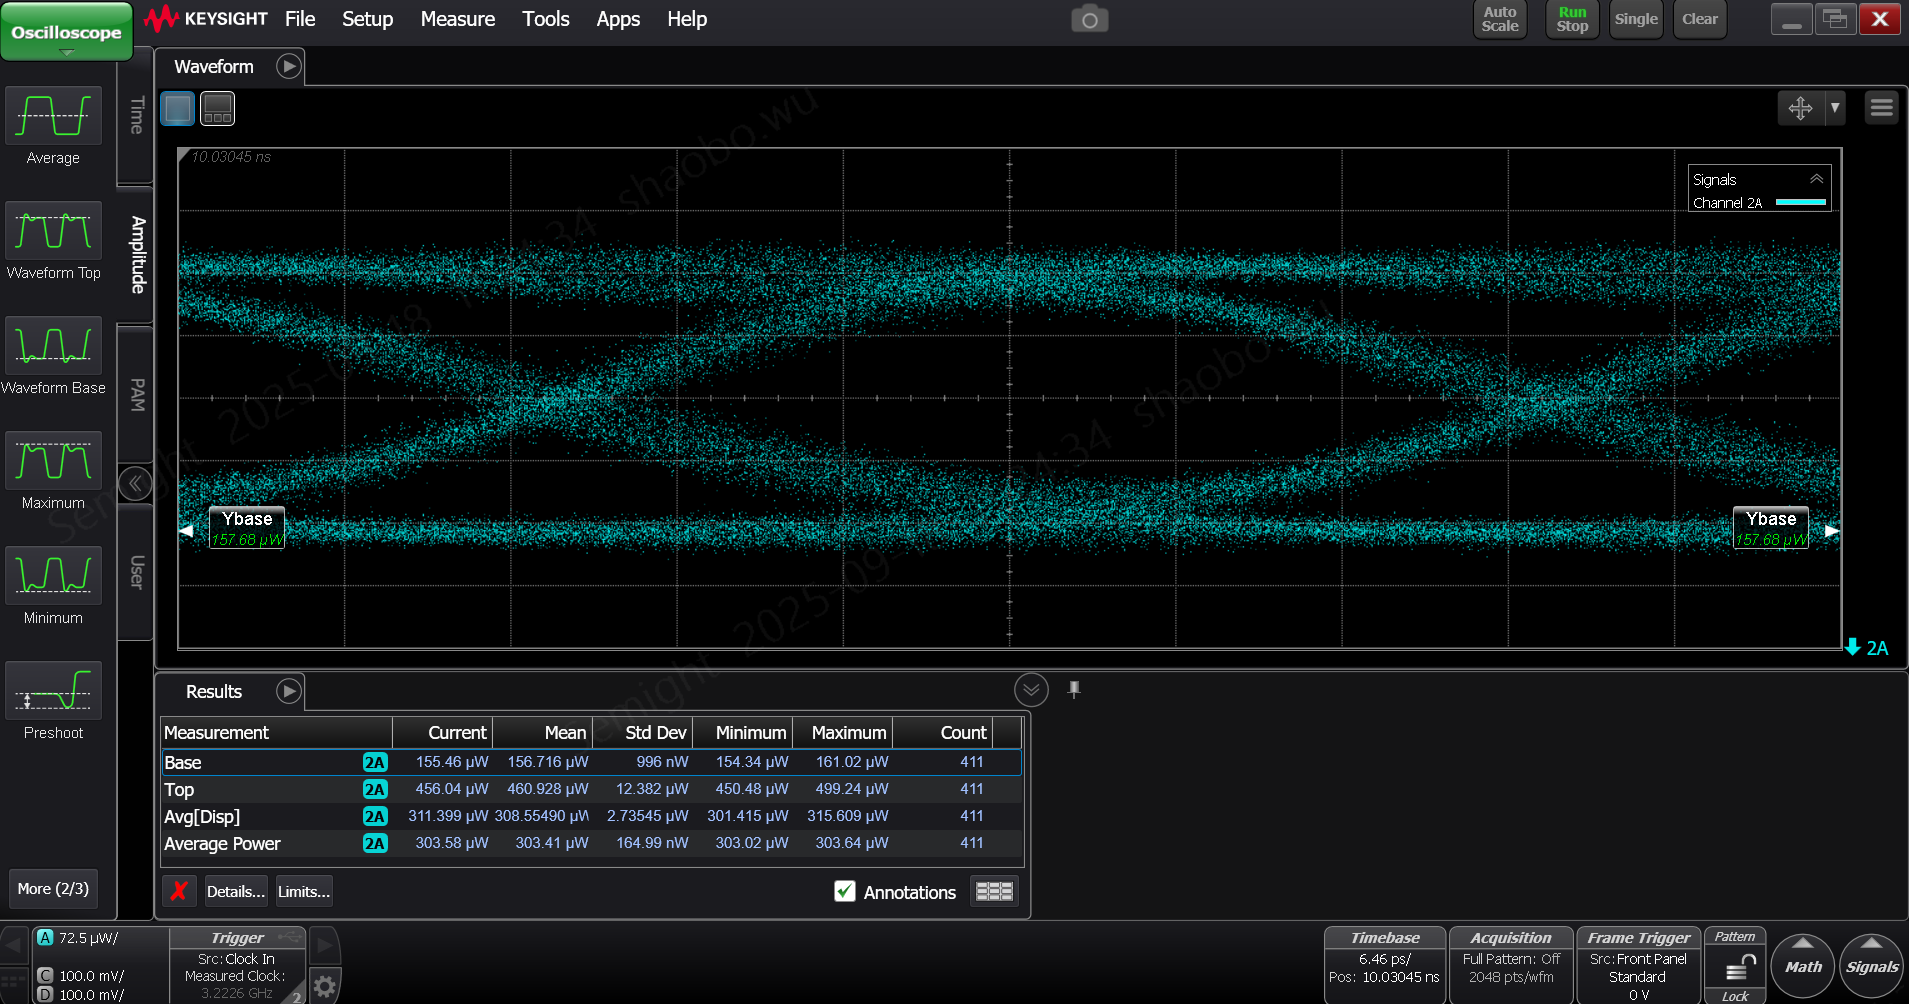 Oscilloscope
KEYSIGHT
File Setup Measure Tools Apps Help
Auto Scale
Run Stop
Single
Clear
X
Waveform
Time
Amplitude
PAM
User
Average
Waveform Top
Waveform Base
Maximum
Minimum
Preshoot
More (2/3)
10.03045 ns
Signals
Channel 2A
Ybase
157.68 µW
Ybase
157.68 µW
2A
Results
Measurement Current Mean Std Dev Minimum Maximum Count
Base 2A 155.46 µW 156.716 µW 996 nW 154.34 µW 161.02 µW 411
Top 2A 456.04 µW 460.928 µW 12.382 µW 450.48 µW 499.24 µW 411
Avg[Disp] 2A 311.399 µW 308.55490 µW 2.73545 µW 301.415 µW 315.609 µW 411
Average Power 2A 303.58 µW 303.41 µW 164.99 nW 303.02 µW 303.64 µW 411
Details... Limits... Annotations
A 72.5 µW/
C 100.0 mV/
D 100.0 mV/
Trigger
Src: Clock In
Measured Clock:
3.2226 GHz
2
Timebase
6.46 ps/
Pos: 10.03045 ns
Acquisition
Full Pattern: Off
2048 pts/wfm
Frame Trigger
Src: Front Panel
Standard
0 V
Pattern
Lock
Math
Signals
shaobo.wu
shaobo
Semight